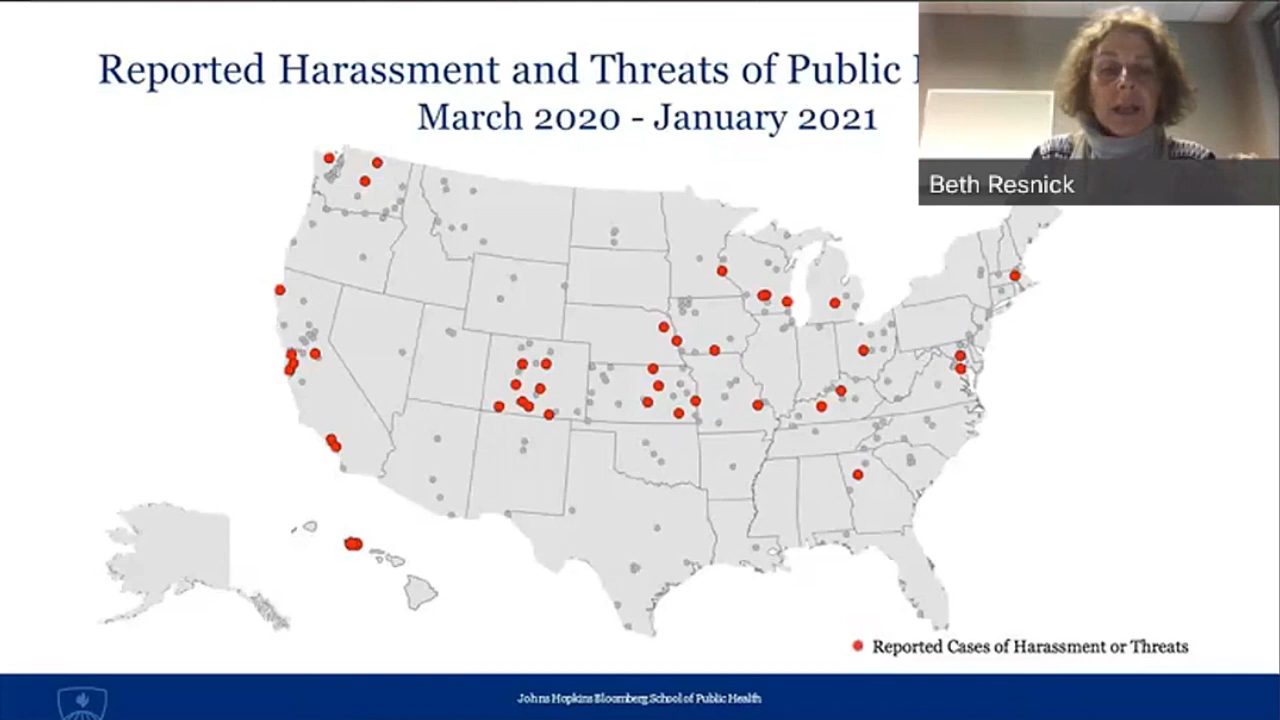 Reported Harassment and Threats of Public
March 2020 - January 2021
Beth Resnick
Reported Cases of Harassment or Threats
Johns Hopkins Bloomberg School of Public Health